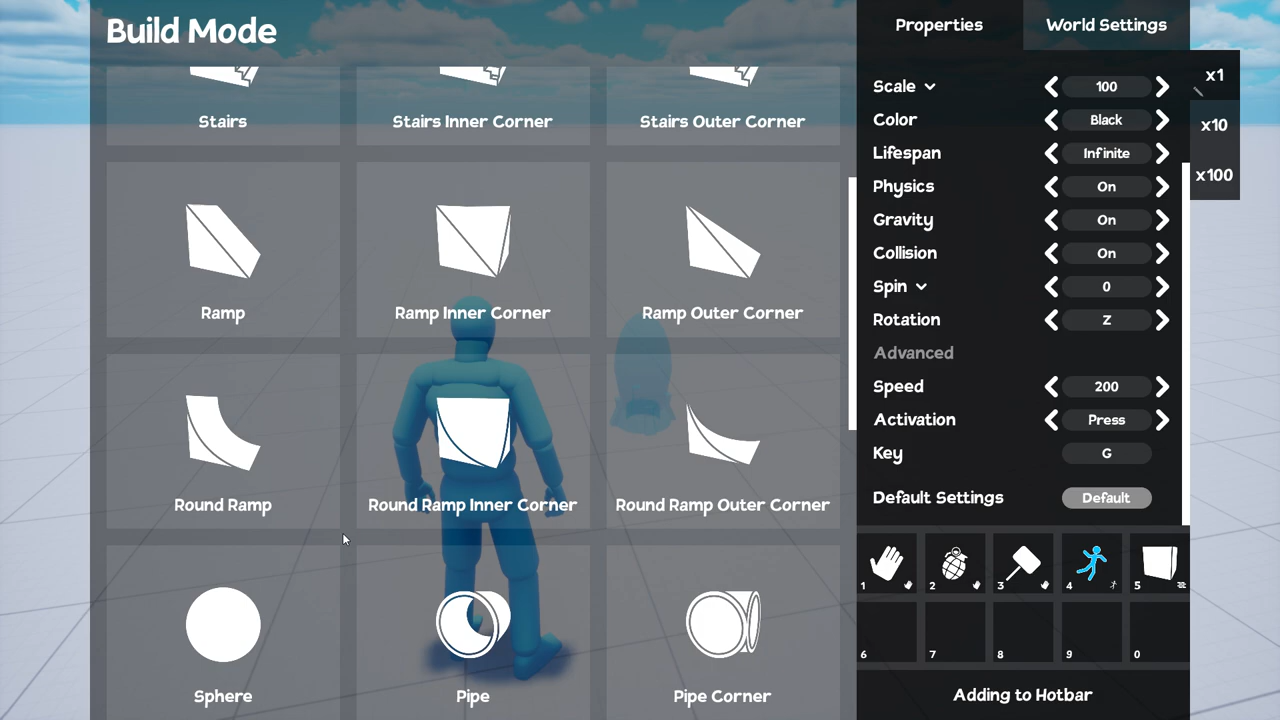 Build Mode
Properties
World Settings
Stairs
Stairs Inner Corner
Stairs Outer Corner
Ramp
Ramp Inner Corner
Ramp Outer Corner
Round Ramp
Round Ramp Inner Corner
Round Ramp Outer Corner
Sphere
Pipe
Pipe Corner
Scale 100
Color Black
Lifespan Infinite
Physics On
Gravity On
Collision On
Spin 0
Rotation Z
Advanced
Speed 200
Activation Press
Key G
Default Settings Default
x1
x10
x100
1 2 3 4 5
6 7 8 9 0
Adding to Hotbar